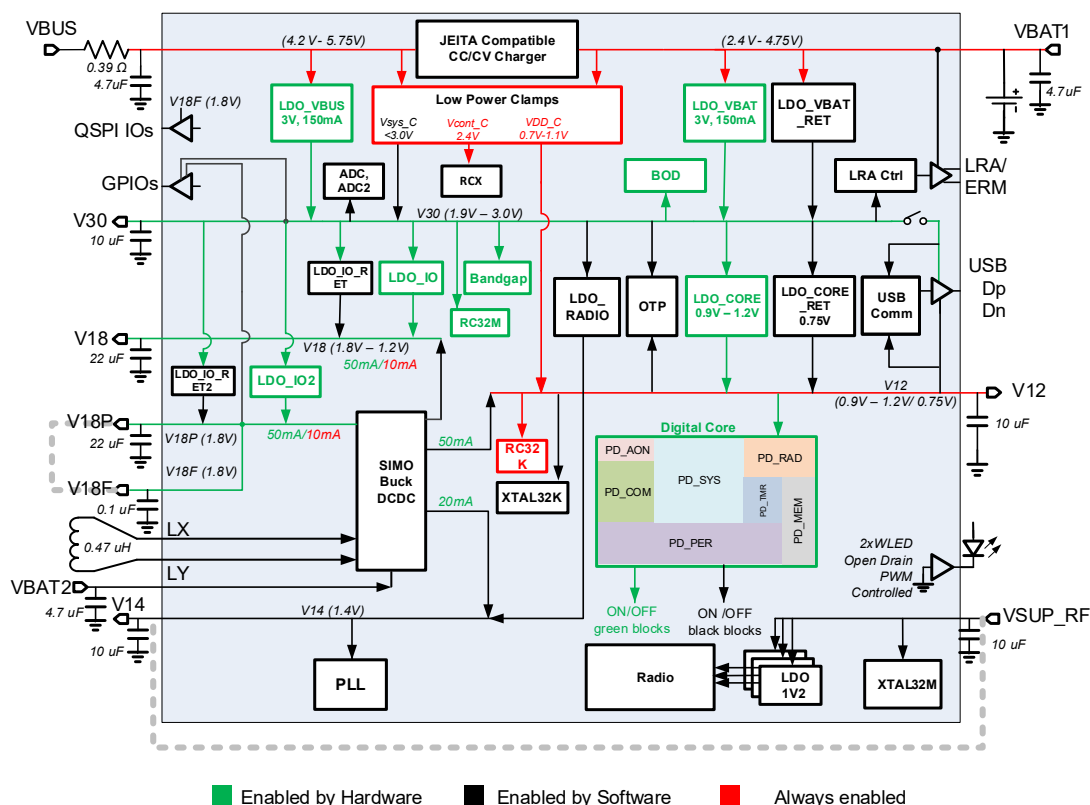 VBUS
0.39 Ω
4.7uF
(4.2 V- 5.75V)
JEITA Compatible
CC/CV Charger
(2.4 V- 4.75V)
VBAT1
4.7uF
V18F (1.8V)
QSPI IOs
GPIOs
LDO_VBUS
3V, 150mA
Low Power Clamps
Vsys_C
<3.0V
Vcont_C
2.4V
VDD_C
0.7V-1.1V
LDO_VBAT
3V, 150mA
LDO_VBAT
_RET
ADC,
ADC2
RCX
BOD
LRA Ctrl
LRA/
ERM
V30
10 uF
V30 (1.9V – 3.0V)
LDO_IO_R
ET
LDO_IO
Bandgap
RC32M
LDO_
RADIO
OTP
LDO_CORE
0.9V – 1.2V
LDO_CORE
_RET
0.75V
USB
Comm
USB
Dp
Dn
V18
22 uF
V18 (1.8V – 1.2V)
50mA/10mA
LDO_IO_R
ET2
LDO_IO2
V12
(0.9V – 1.2V/ 0.75V)
V12
10 uF
V18P
22 uF
V18P (1.8V)
50mA/10mA
V18F (1.8V)
V18F
0.1 uF
SIMO
Buck
DCDC
50mA
20mA
RC32
K
XTAL32K
Digital Core
PD_AON
PD_COM
PD_SYS
PD_RAD
PD_TMR
PD_MEM
PD_PER
LX
0.47 uH
LY
VBAT2
4.7 uF
2xWLED
Open Drain
PWM
Controlled
V14
10 uF
V14 (1.4V)
ON/OFF
green blocks
ON /OFF
black blocks
VSUP_RF
10 uF
PLL
Radio
LDO
1V2
XTAL32M
Enabled by Hardware
Enabled by Software
Always enabled